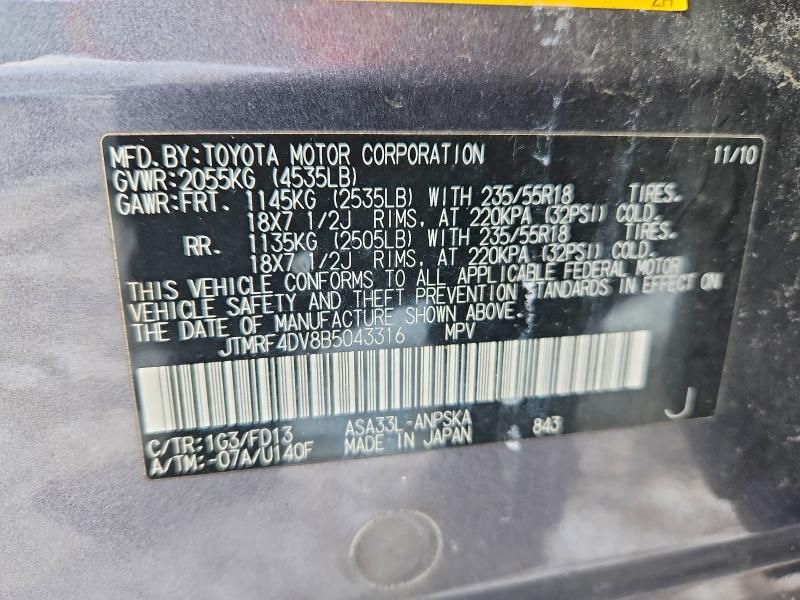 ZA
MFD. BY: TOYOTA MOTOR CORPORATION 11/10
GVWR: 2055KG (4535LB)
GAWR: FRT. 1145KG (2535LB) WITH 235/55R18 TIRES.
18X7 1/2J RIMS, AT 220KPA (32PSI) COLD.
RR. 1135KG (2505LB) WITH 235/55R18 TIRES.
18X7 1/2J RIMS, AT 220KPA (32PSI) COLD.
THIS VEHICLE CONFORMS TO ALL APPLICABLE FEDERAL MOTOR
VEHICLE SAFETY AND THEFT PREVENTION STANDARDS IN EFFECT ON
THE DATE OF MANUFACTURE SHOWN ABOVE.
JTMRF4DV8B5043316 MPV
C/TR: 1G3/FD13 ASA33L-ANPSKA 843 J
A/TM: -07A/U140F MADE IN JAPAN